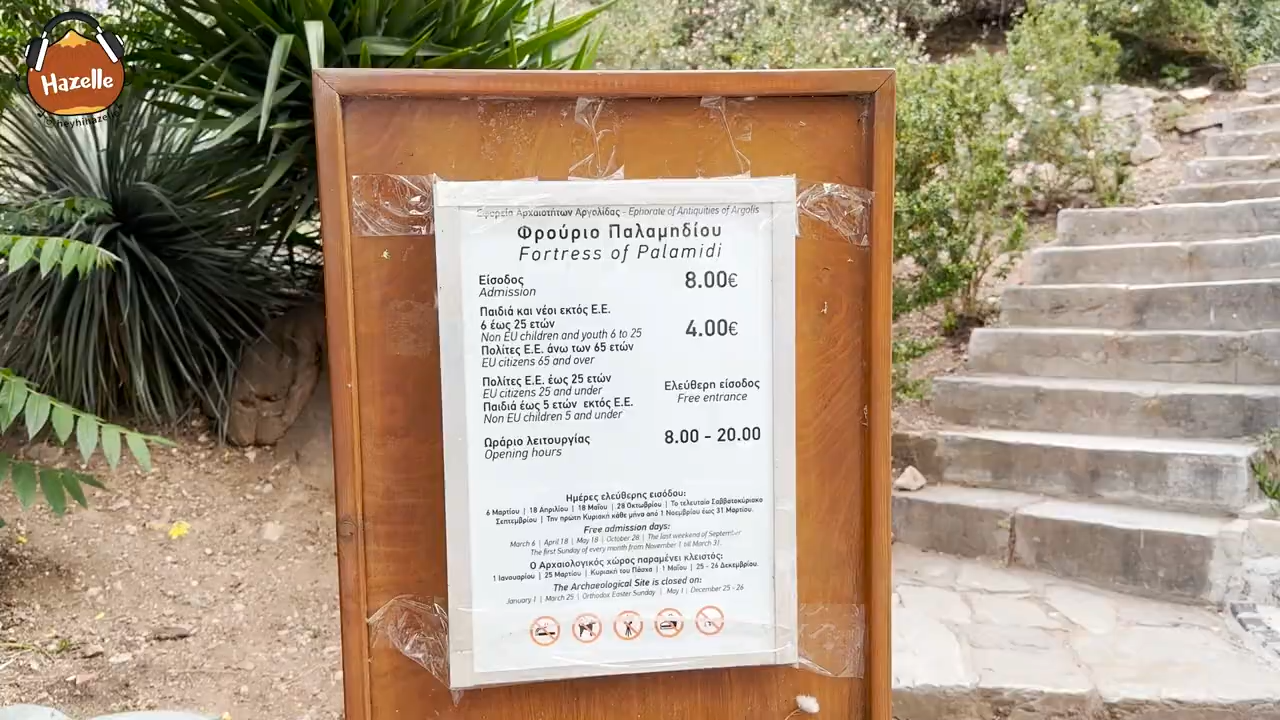 Hazelle
@heyhihazelle
Εφορεία Αρχαιοτήτων Αργολίδας - Ephorate of Antiquities of Argolis
Φρούριο Παλαμηδίου
Fortress of Palamidi
Είσοδος 8.00€
Admission
Παιδιά και νέοι εκτός Ε.Ε.
6 έως 25 ετών 4.00€
Non EU children and youth 6 to 25
Πολίτες Ε.Ε. άνω των 65 ετών
EU citizens 65 and over
Πολίτες Ε.Ε. έως 25 ετών Ελεύθερη είσοδος
EU citizens 25 and under Free entrance
Παιδιά έως 5 ετών εκτός Ε.Ε.
Non EU children 5 and under
Ωράριο λειτουργίας 8.00 - 20.00
Opening hours
Ημέρες ελεύθερης εισόδου:
6 Μαρτίου | 18 Απριλίου | 18 Μαΐου | 28 Οκτωβρίου | Το τελευταίο Σαββατοκύριακο
Σεπτεμβρίου | Την πρώτη Κυριακή κάθε μήνα από 1 Νοεμβρίου έως 31 Μαρτίου.
Free admission days:
March 6 | April 18 | May 18 | October 28 | The last weekend of September
The first Sunday of every month from November 1 till March 31.
Ο Αρχαιολογικός χώρος παραμένει κλειστός:
1 Ιανουαρίου | 25 Μαρτίου | Κυριακή του Πάσχα | 1 Μαΐου | 25 - 26 Δεκεμβρίου.
The Archaeological Site is closed on:
January 1 | March 25 | Orthodox Easter Sunday | May 1 | December 25 - 26